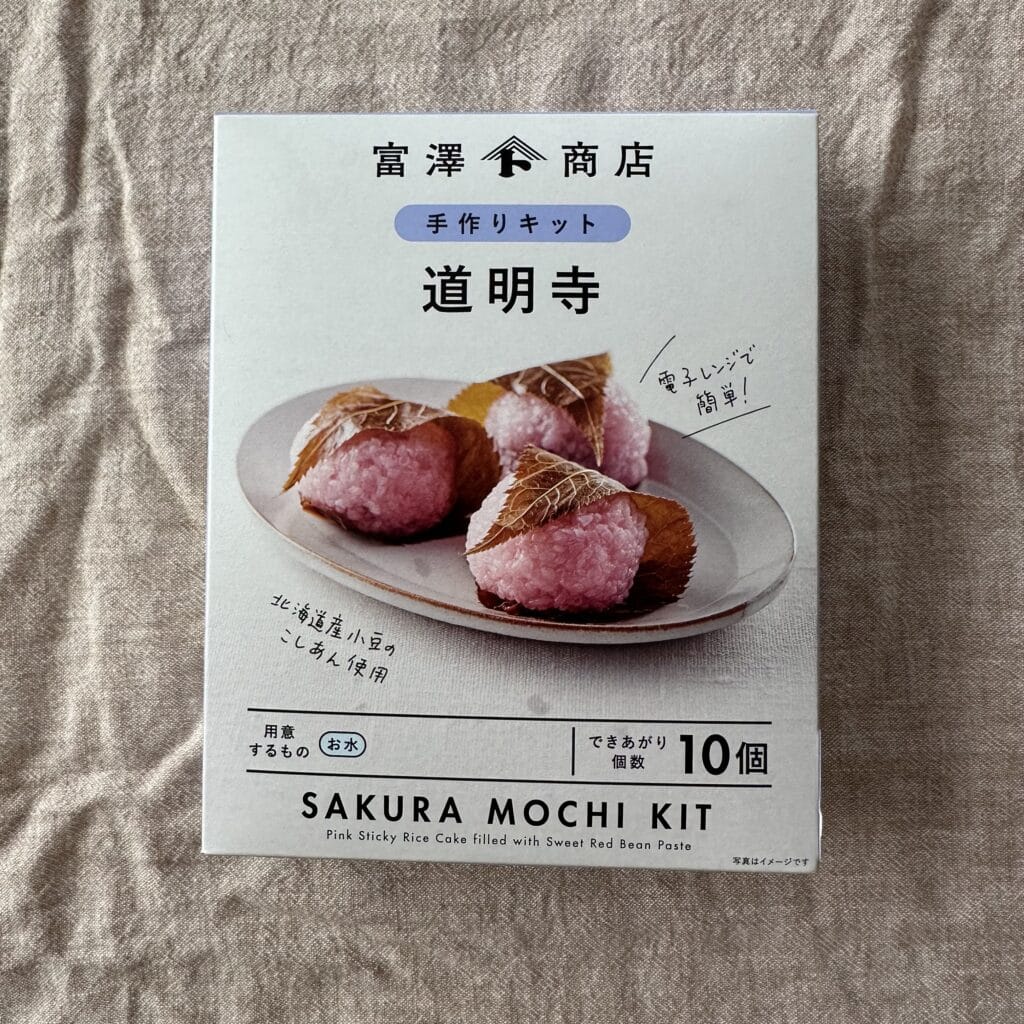 富澤 ト 商店
手作りキット
道明寺
電子レンジで
簡単!
北海道産小豆の
こしあん使用
用意
するもの お水
できあがり
個数 10個
SAKURA MOCHI KIT
Pink Sticky Rice Cake filled with Sweet Red Bean Paste
写真はイメージです